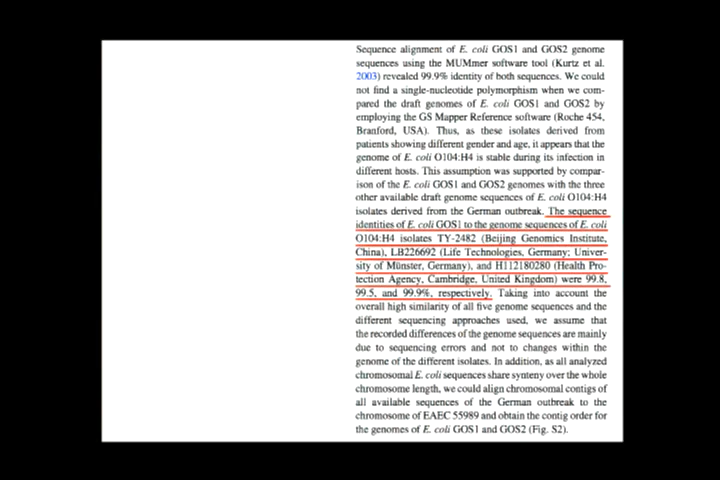 Sequence alignment of E. coli GOS1 and GOS2 genome
sequences using the MUMmer software tool (Kurtz et al.
2003) revealed 99.9% identity of both sequences. We could
not find a single-nucleotide polymorphism when we com-
pared the draft genomes of E. coli GOS1 and GOS2 by
employing the GS Mapper Reference software (Roche 454,
Branford, USA). Thus, as these isolates derived from
patients showing different gender and age, it appears that the
genome of E. coli O104:H4 is stable during its infection in
different hosts. This assumption was supported by compar-
ison of the E. coli GOS1 and GOS2 genomes with the three
other available draft genome sequences of E. coli O104:H4
isolates derived from the German outbreak. The sequence
identities of E. coli GOS1 to the genome sequences of E. coli
O104:H4 isolates TY-2482 (Beijing Genomics Institute,
China), LB226692 (Life Technologies, Germany; Univer-
sity of Münster, Germany), and H112180280 (Health Pro-
tection Agency, Cambridge, United Kingdom) were 99.8,
99.5, and 99.9%, respectively. Taking into account the
overall high similarity of all five genome sequences and the
different sequencing approaches used, we assume that
the recorded differences of the genome sequences are mainly
due to sequencing errors and not to changes within the
genome of the different isolates. In addition, as all analyzed
chromosomal E. coli sequences share synteny over the whole
chromosome length, we could align chromosomal contigs of
all available sequences of the German outbreak to the
chromosome of EAEC 55989 and obtain the contig order for
the genomes of E. coli GOS1 and GOS2 (Fig. S2).